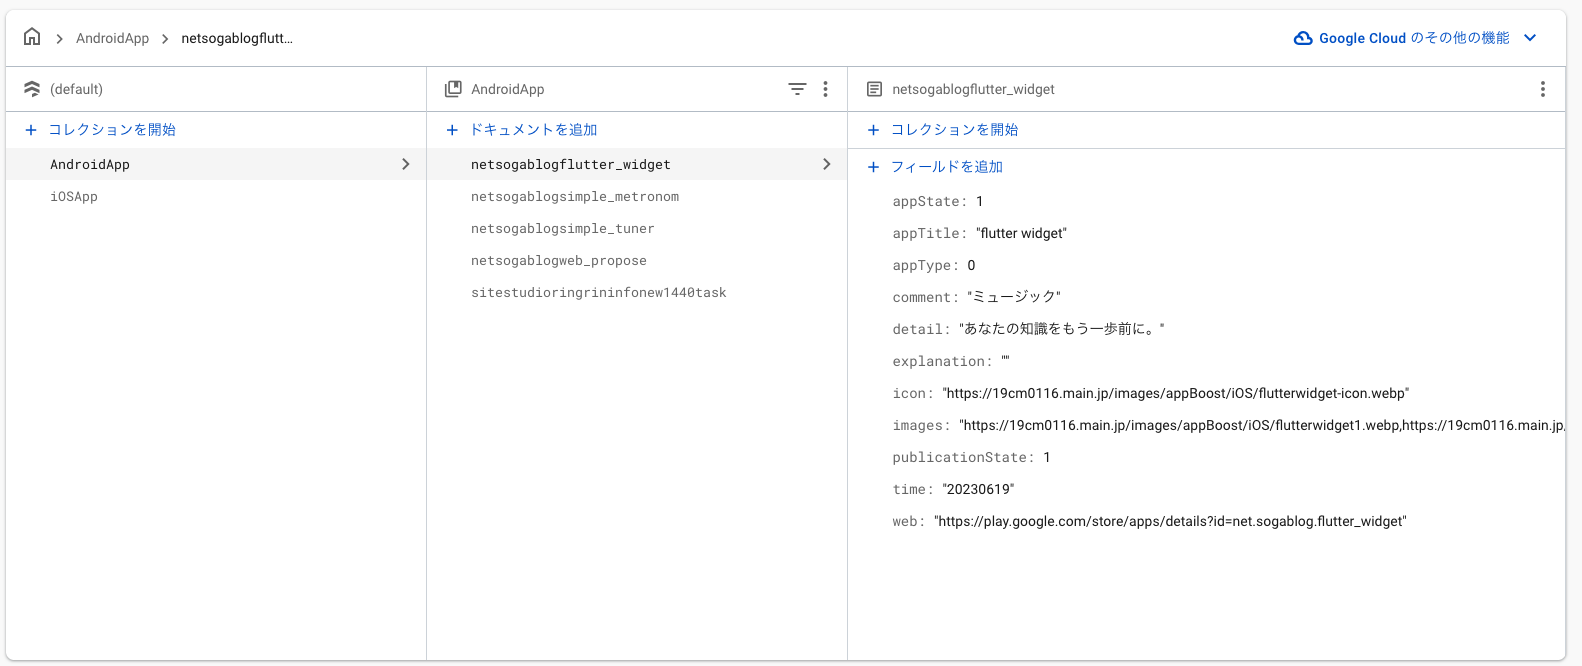 AndroidApp > netsogablogflutt... Google Cloud のその他の機能
(default)
コレクションを開始
AndroidApp
iOSApp
AndroidApp
ドキュメントを追加
netsogablogflutter_widget
netsogablogsimple_metronom
netsogablogsimple_tuner
netsogablogweb_propose
sitestudioringrininfonew1440task
netsogablogflutter_widget
コレクションを開始
フィールドを追加
appState: 1
appTitle: "flutter widget"
appType: 0
comment: "ミュージック"
detail: "あなたの知識をもう一歩前に。"
explanation: ""
icon: "https://19cm0116.main.jp/images/appBoost/iOS/flutterwidget-icon.webp"
images: "https://19cm0116.main.jp/images/appBoost/iOS/flutterwidget1.webp,https://19cm0116.main.jp/
publicationState: 1
time: "20230619"
web: "https://play.google.com/store/apps/details?id=net.sogablog.flutter_widget"